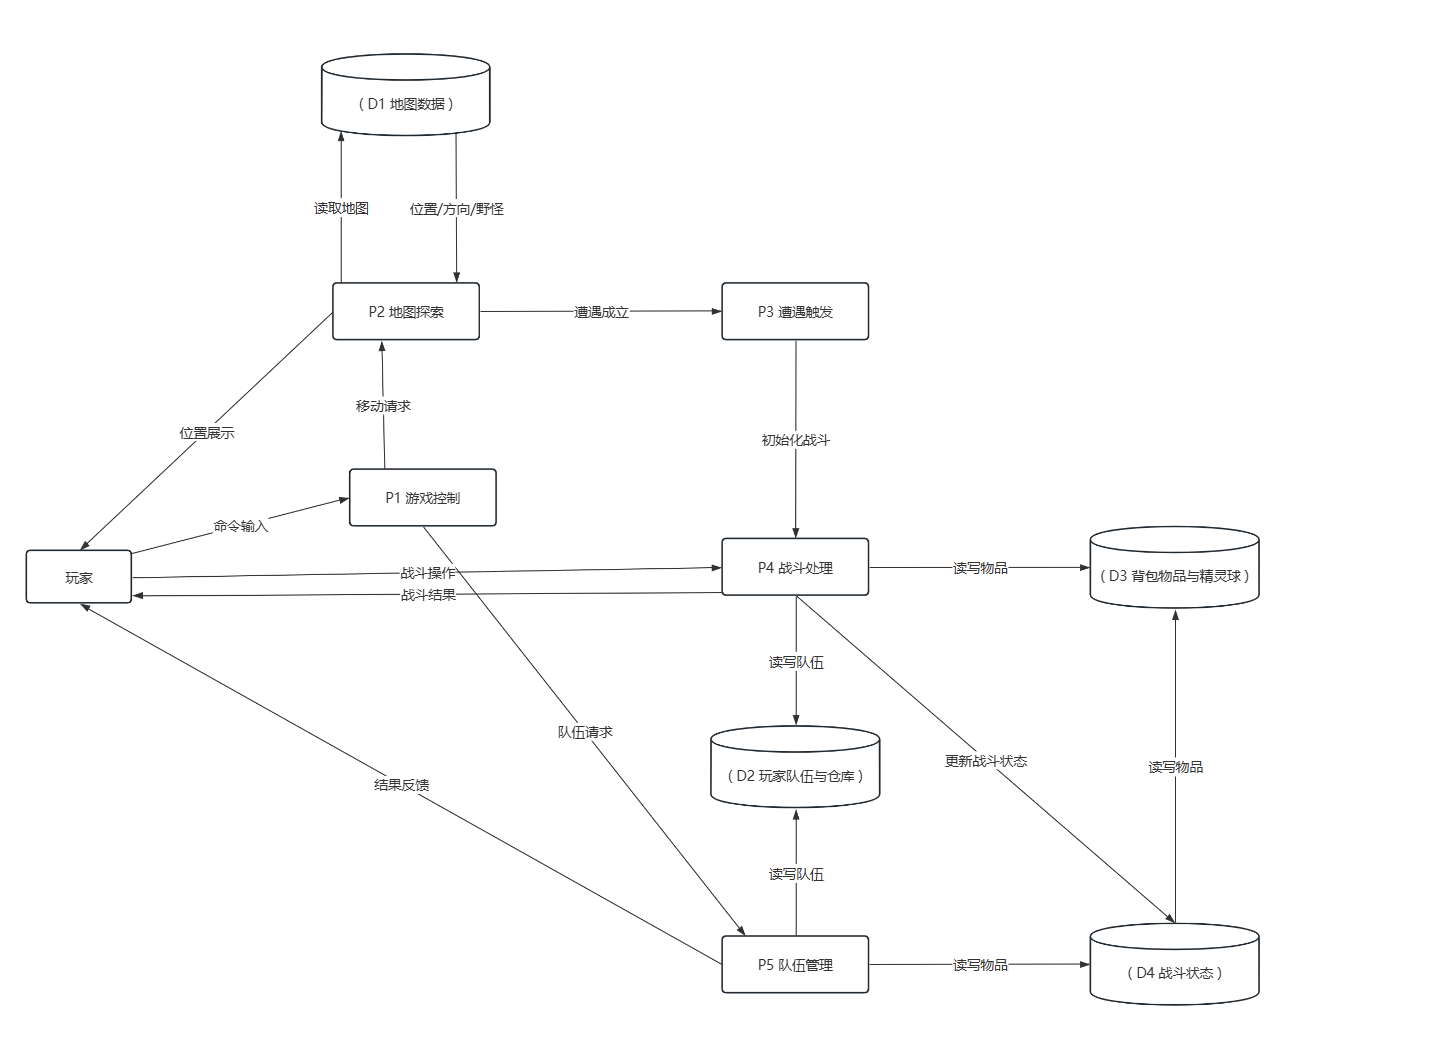 （ D1 地图数据 ）
读取地图
位置/方向/野怪
P2 地图探索
遭遇成立
P3 遭遇触发
移动请求
位置展示
初始化战斗
P1 游戏控制
命令输入
玩家
战斗操作
战斗结果
P4 战斗处理
读写物品
（ D3 背包物品与精灵球 ）
读写队伍
队伍请求
更新战斗状态
读写物品
（ D2 玩家队伍与仓库 ）
结果反馈
读写队伍
P5 队伍管理
读写物品
（ D4 战斗状态 ）